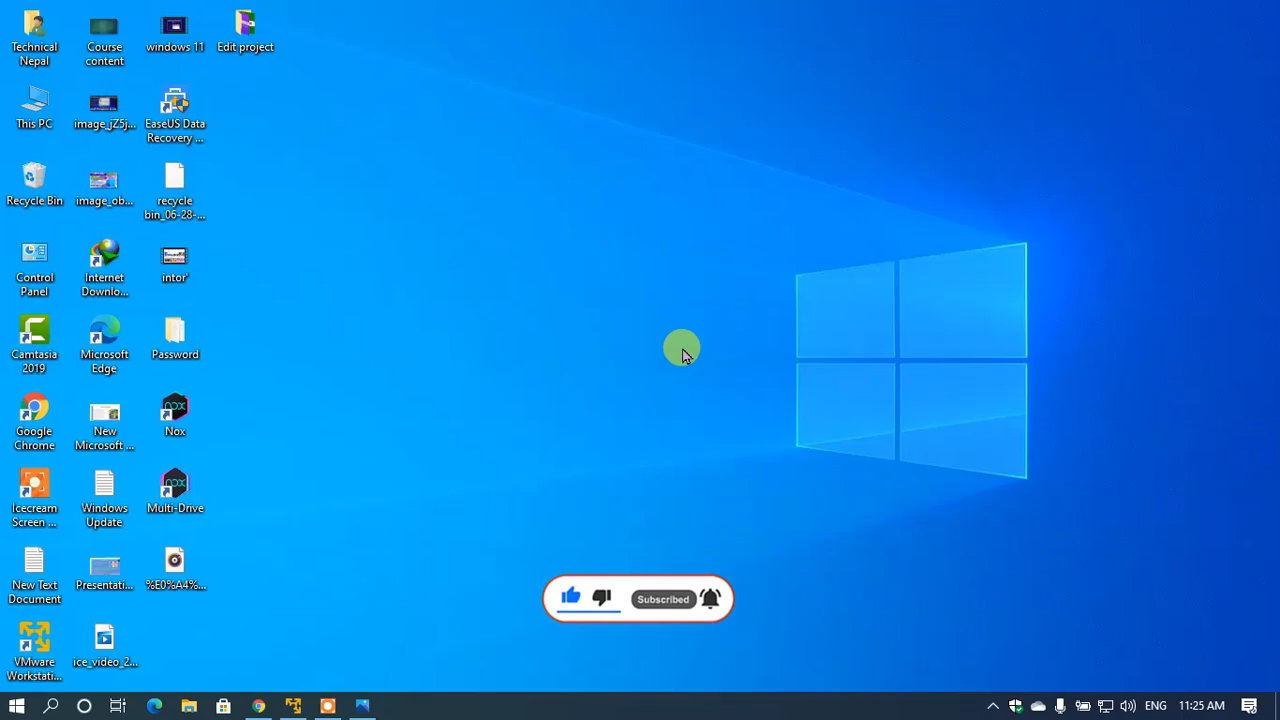 Technical
Nepal
Course
content
windows 11
Edit project
This PC
image_jZ5j...
EaseUS Data
Recovery ...
Recycle Bin
image_ob...
recycle
bin_06-28-...
Control
Panel
Internet
Downlo...
intor'
Camtasia
2019
Microsoft
Edge
Password
Google
Chrome
New
Microsoft ...
Nox
Icecream
Screen ...
Windows
Update
Multi-Drive
New Text
Document
Presentati...
%E0%A4%...
VMware
Workstati...
ice_video_2...
Subscribed
ENG
11:25 AM